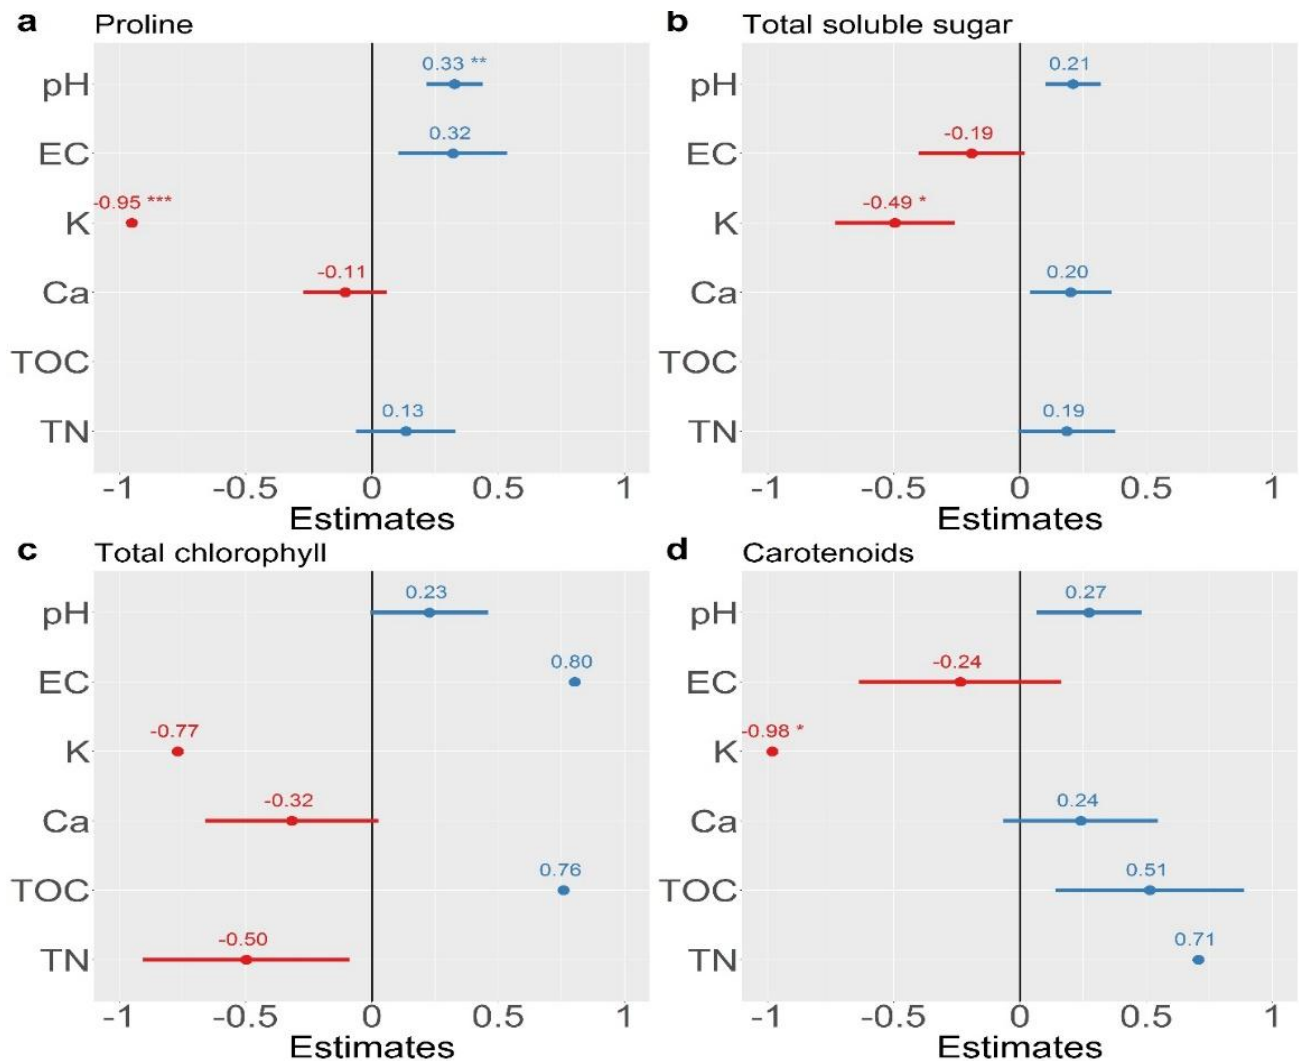 a Proline
pH 0.33 **
EC 0.32
K -0.95 ***
Ca -0.11
TOC
TN 0.13
-1 -0.5 0 0.5 1
Estimates
b Total soluble sugar
pH 0.21
EC -0.19
K -0.49 *
Ca 0.20
TOC
TN 0.19
-1 -0.5 0 0.5 1
Estimates
c Total chlorophyll
pH 0.23
EC 0.80
K -0.77
Ca -0.32
TOC 0.76
TN -0.50
-1 -0.5 0 0.5 1
Estimates
d Carotenoids
pH 0.27
EC -0.24
K -0.98 *
Ca 0.24
TOC 0.51
TN 0.71
-1 -0.5 0 0.5 1
Estimates